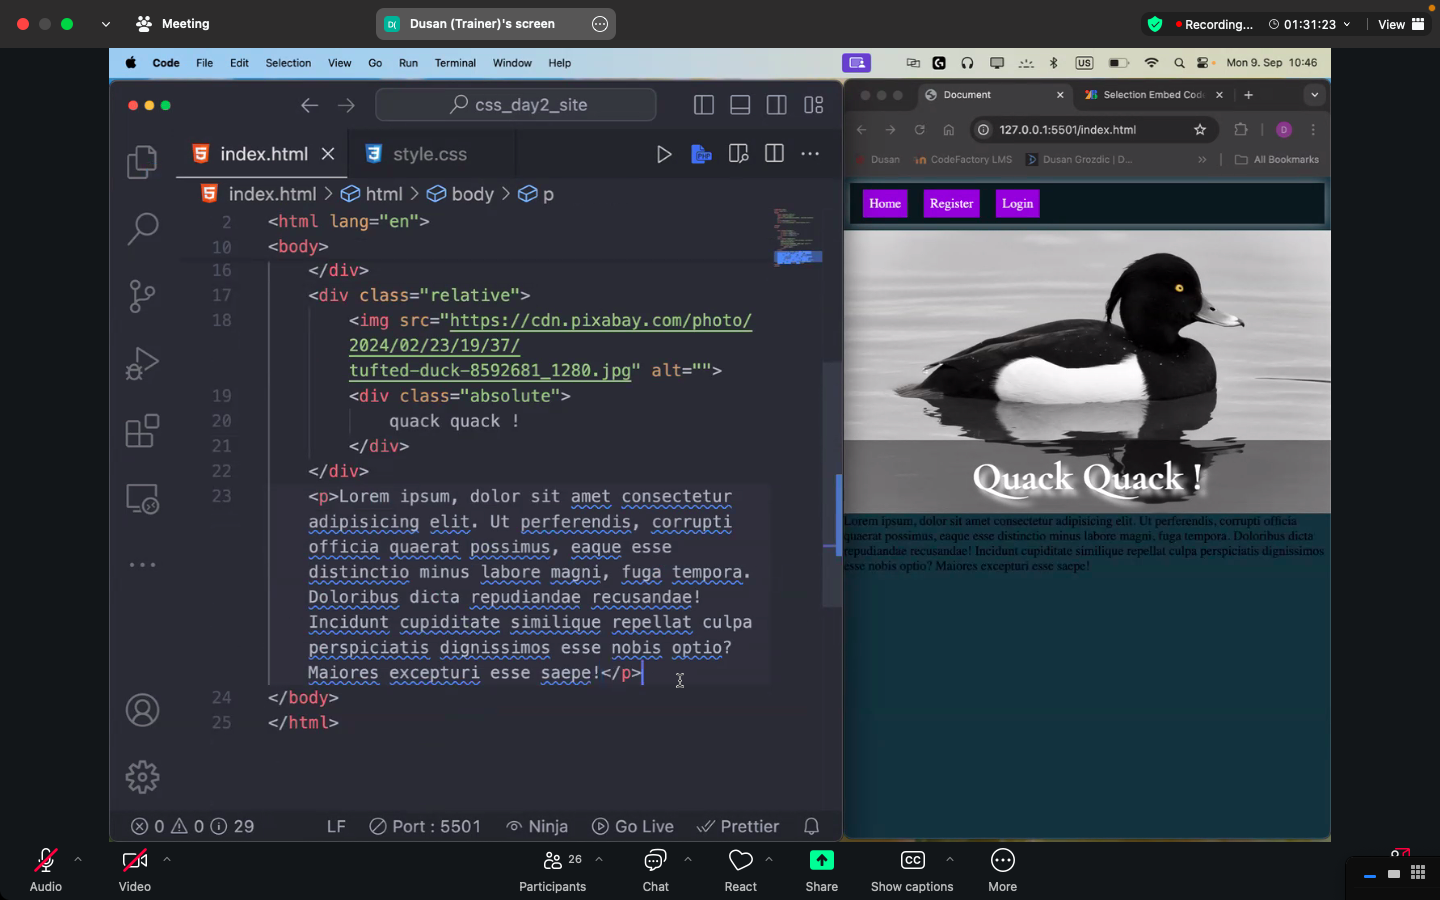 Meeting
D( Dusan (Trainer)'s screen
Recording...
01:31:23
View
Code File Edit Selection View Go Run Terminal Window Help
US
Mon 9. Sep 10:46
css_day2_site
index.html
style.css
PHP
index.html > html > body > p
2 <html lang="en">
10 <body>
16 </div>
17 <div class="relative">
18 <img src="https://cdn.pixabay.com/photo/
2024/02/23/19/37/
tufted-duck-8592681_1280.jpg" alt="">
19 <div class="absolute">
20 quack quack !
21 </div>
22 </div>
23 <p>Lorem ipsum, dolor sit amet consectetur
adipisicing elit. Ut perferendis, corrupti
officia quaerat possimus, eaque esse
distinctio minus labore magni, fuga tempora.
Doloribus dicta repudiandae recusandae!
Incidunt cupiditate similique repellat culpa
perspiciatis dignissimos esse nobis optio?
Maiores excepturi esse saepe!</p>
24 </body>
25 </html>
0 0 29
LF
Port : 5501
Ninja
Go Live
Prettier
Document
Selection Embed Cod
127.0.0.1:5501/index.html
D
Dusan
CodeFactory LMS
Dusan Grozdic | D...
All Bookmarks
Home
Register
Login
Quack Quack !
Lorem ipsum, dolor sit amet consectetur adipisicing elit. Ut perferendis, corrupti officia
quaerat possimus, eaque esse distinctio minus labore magni, fuga tempora. Doloribus dicta
repudiandae recusandae! Incidunt cupiditate similique repellat culpa perspiciatis dignissimos
esse nobis optio? Maiores excepturi esse saepe!
Audio
Video
Participants 26
Chat
React
Share
CC
Show captions
More